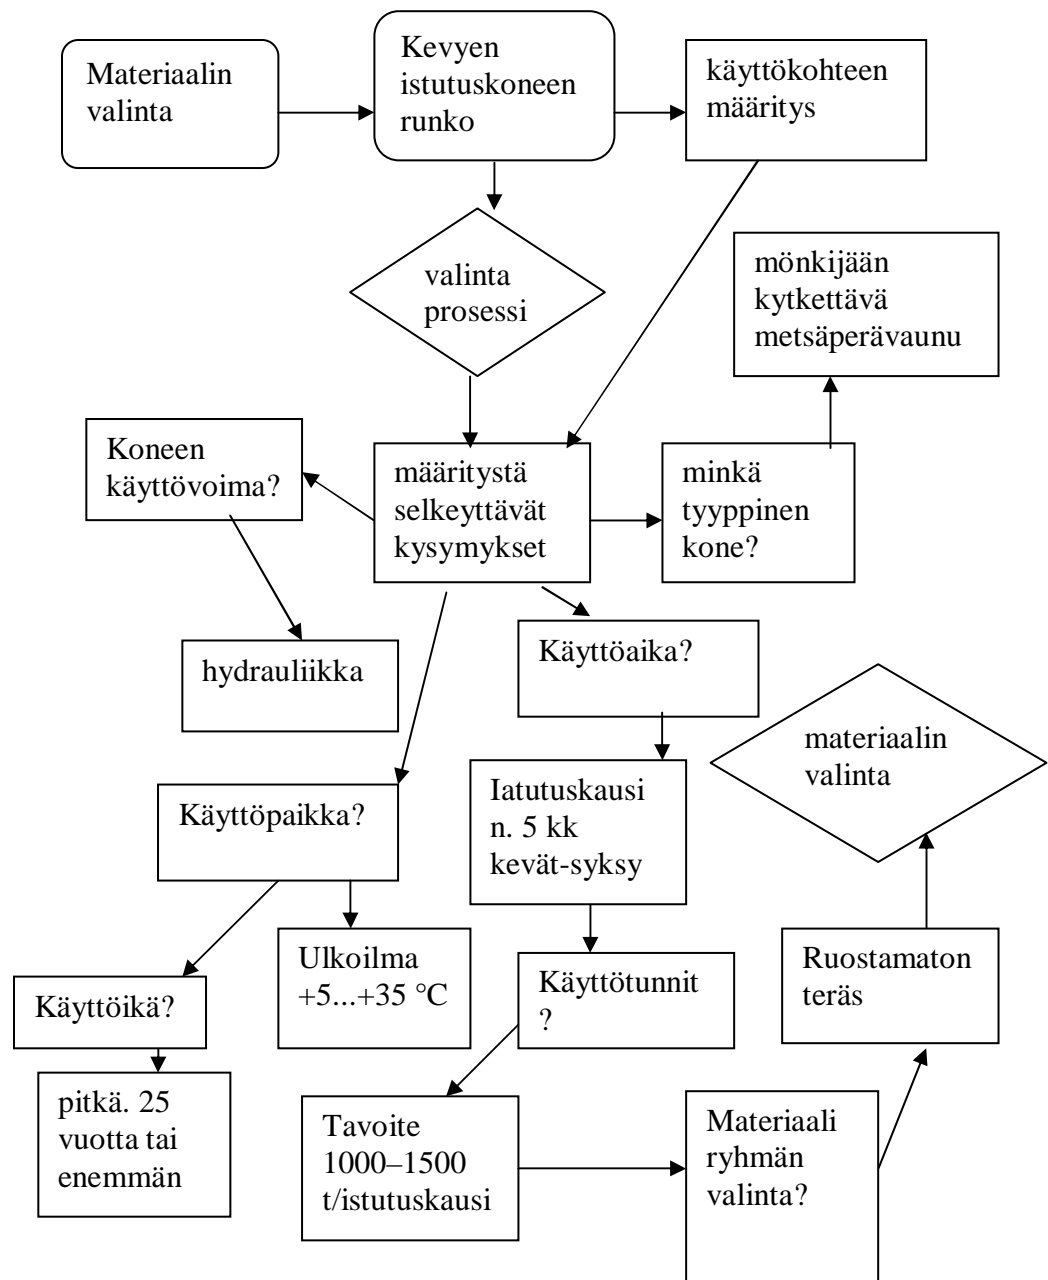 Materiaalin
valinta
Kevyen
istutuskoneen
runko
käyttökohteen
määritys
valinta
prosessi
mönkijään
kytkettävä
metsäperävaunu
Koneen
käyttövoima?
määritystä
selkeyttävät
kysymykset
minkä
tyyppinen
kone?
hydrauliikka
Käyttöaika?
materiaalin
valinta
Käyttöpaikka?
Iatutuskausi
n. 5 kk
kevät-syksy
Ulkoilma
+5...+35 °C
Käyttötunnit
?
Ruostamaton
teräs
Käyttöikä?
pitkä. 25
vuotta tai
enemmän
Tavoite
1000–1500
t/istutuskausi
Materiaali
ryhmän
valinta?